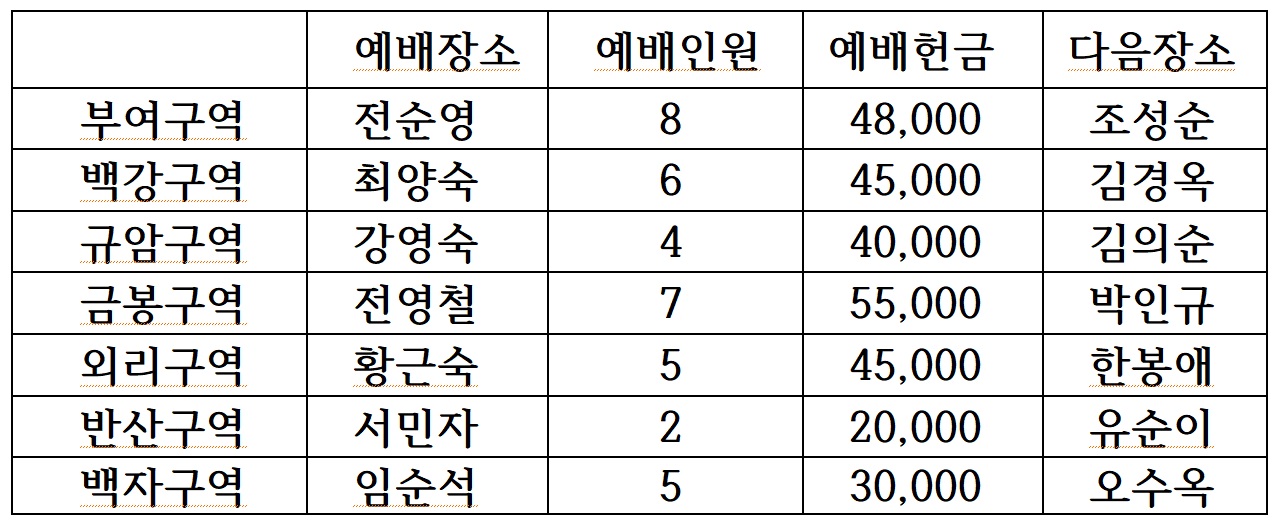 예배장소 예배인원 예배헌금 다음장소
부여구역 전순영 8 48,000 조성순
백강구역 최양숙 6 45,000 김경옥
규암구역 강영숙 4 40,000 김의순
금봉구역 전영철 7 55,000 박인규
외리구역 황근숙 5 45,000 한봉애
반산구역 서민자 2 20,000 유순이
백자구역 임순석 5 30,000 오수옥